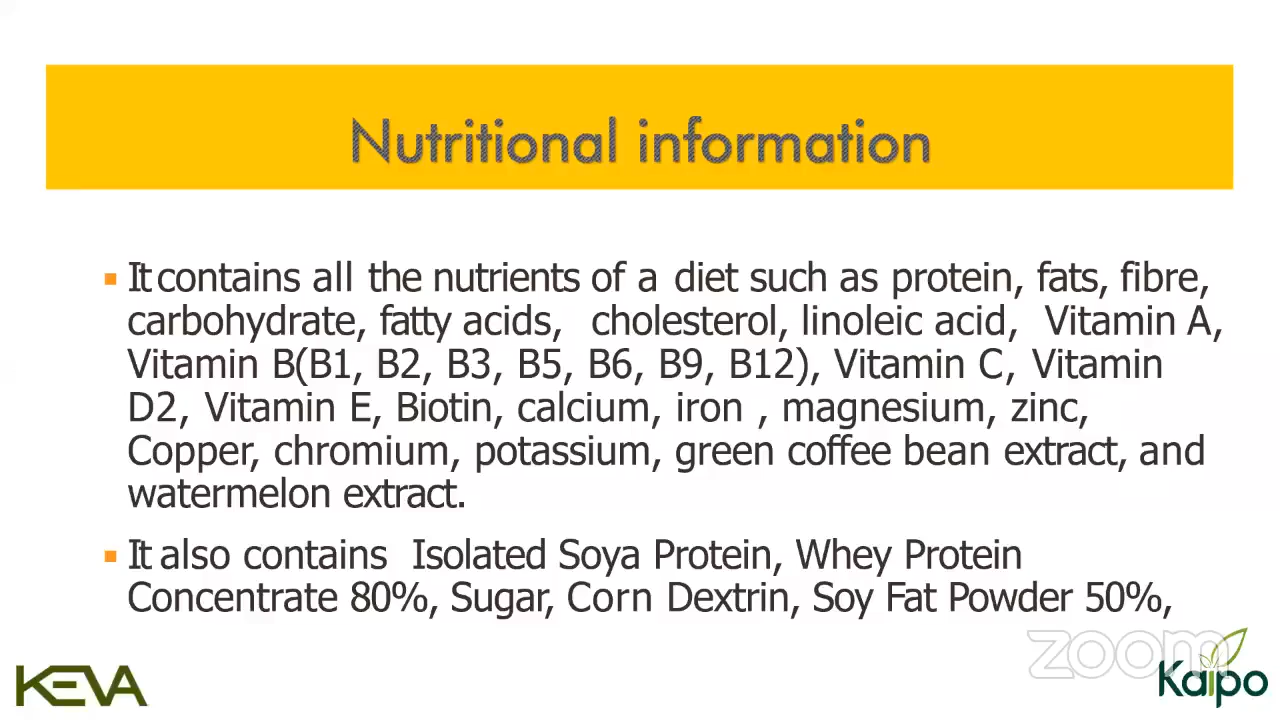 Nutritional information
It contains all the nutrients of a diet such as protein, fats, fibre,
carbohydrate, fatty acids, cholesterol, linoleic acid, Vitamin A,
Vitamin B(B1, B2, B3, B5, B6, B9, B12), Vitamin C, Vitamin
D2, Vitamin E, Biotin, calcium, iron , magnesium, zinc,
Copper, chromium, potassium, green coffee bean extract, and
watermelon extract.
It also contains Isolated Soya Protein, Whey Protein
Concentrate 80%, Sugar, Corn Dextrin, Soy Fat Powder 50%,
zoom
KEVA
Kaipo